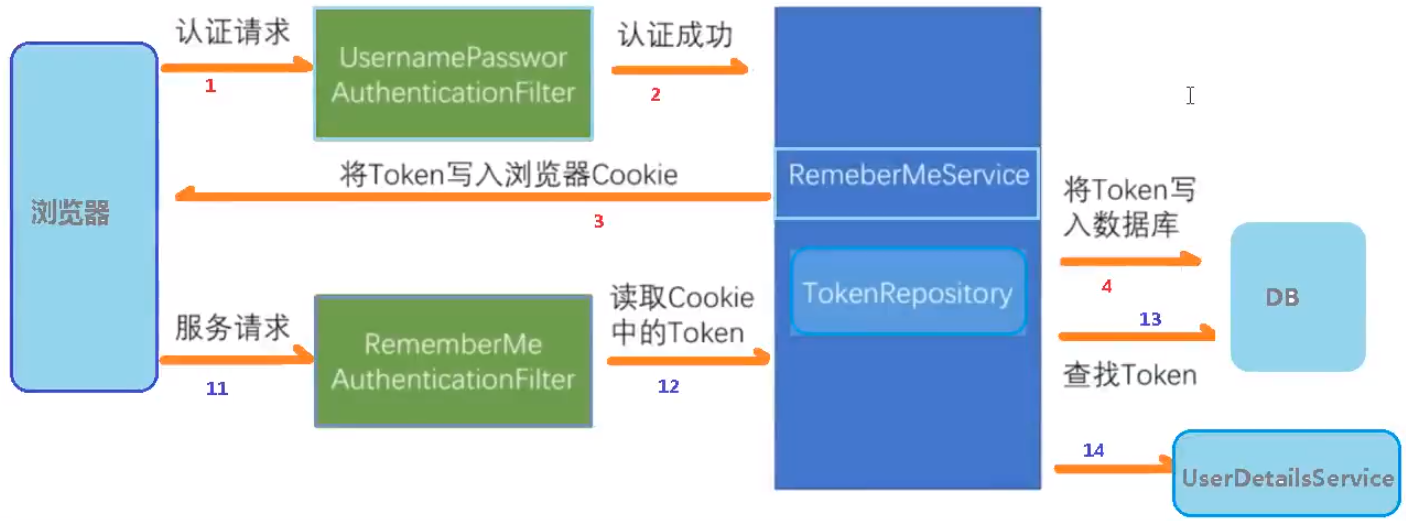 认证请求
1
UsernamePasswor
AuthenticationFilter
认证成功
2
将Token写入浏览器Cookie
3
RemeberMeService
将Token写
入数据库
4
浏览器
TokenRepository
DB
服务请求
11
RememberMe
AuthenticationFilter
读取Cookie
中的Token
12
13
查找Token
14
UserDetailsService